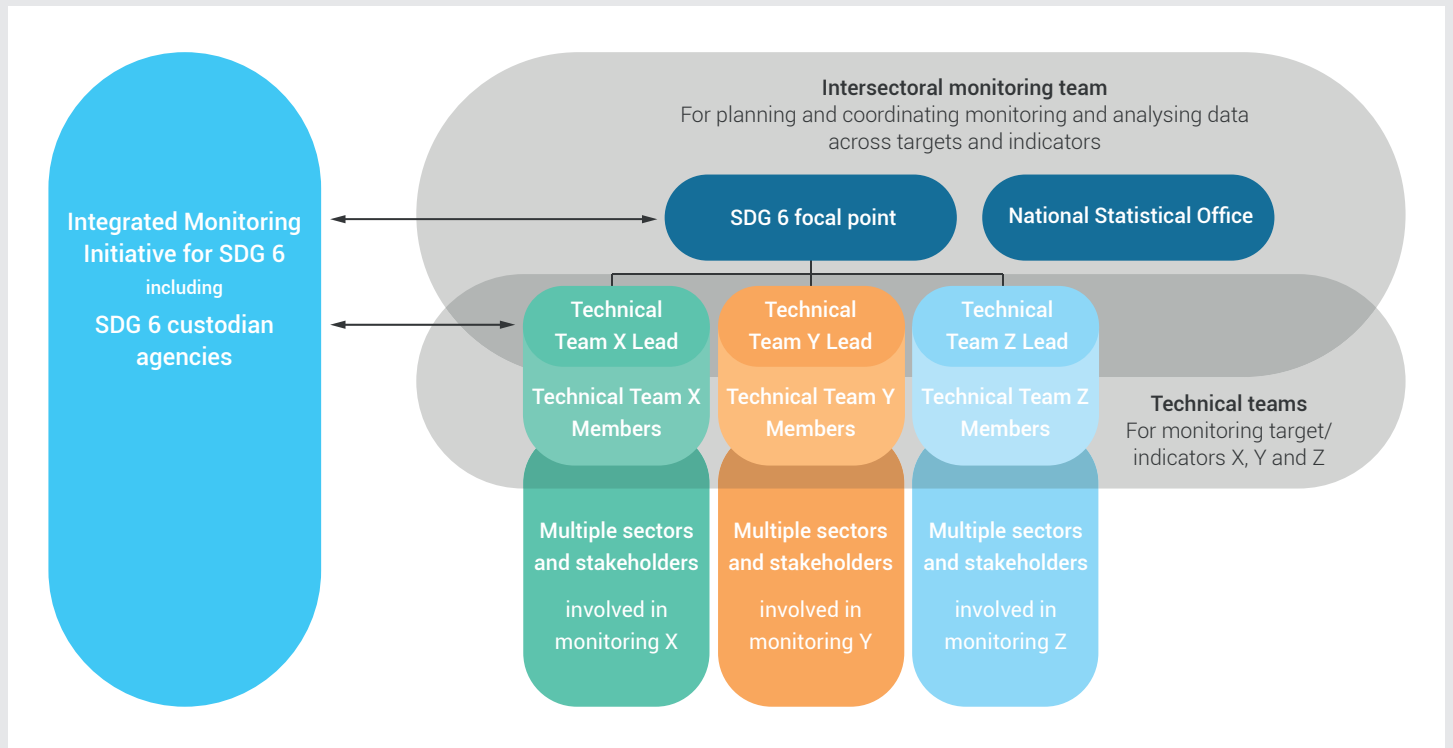 Integrated Monitoring
Initiative for SDG 6
including
SDG 6 custodian
agencies
Intersectoral monitoring team
For planning and coordinating monitoring and analysing data
across targets and indicators
SDG 6 focal point
National Statistical Office
Technical
Team X Lead
Technical
Team Y Lead
Technical
Team Z Lead
Technical Team X
Members
Technical Team Y
Members
Technical Team Z
Members
Technical teams
For monitoring target/
indicators X, Y and Z
Multiple sectors
and stakeholders
involved in
monitoring X
Multiple sectors
and stakeholders
involved in
monitoring Y
Multiple sectors
and stakeholders
involved in
monitoring Z